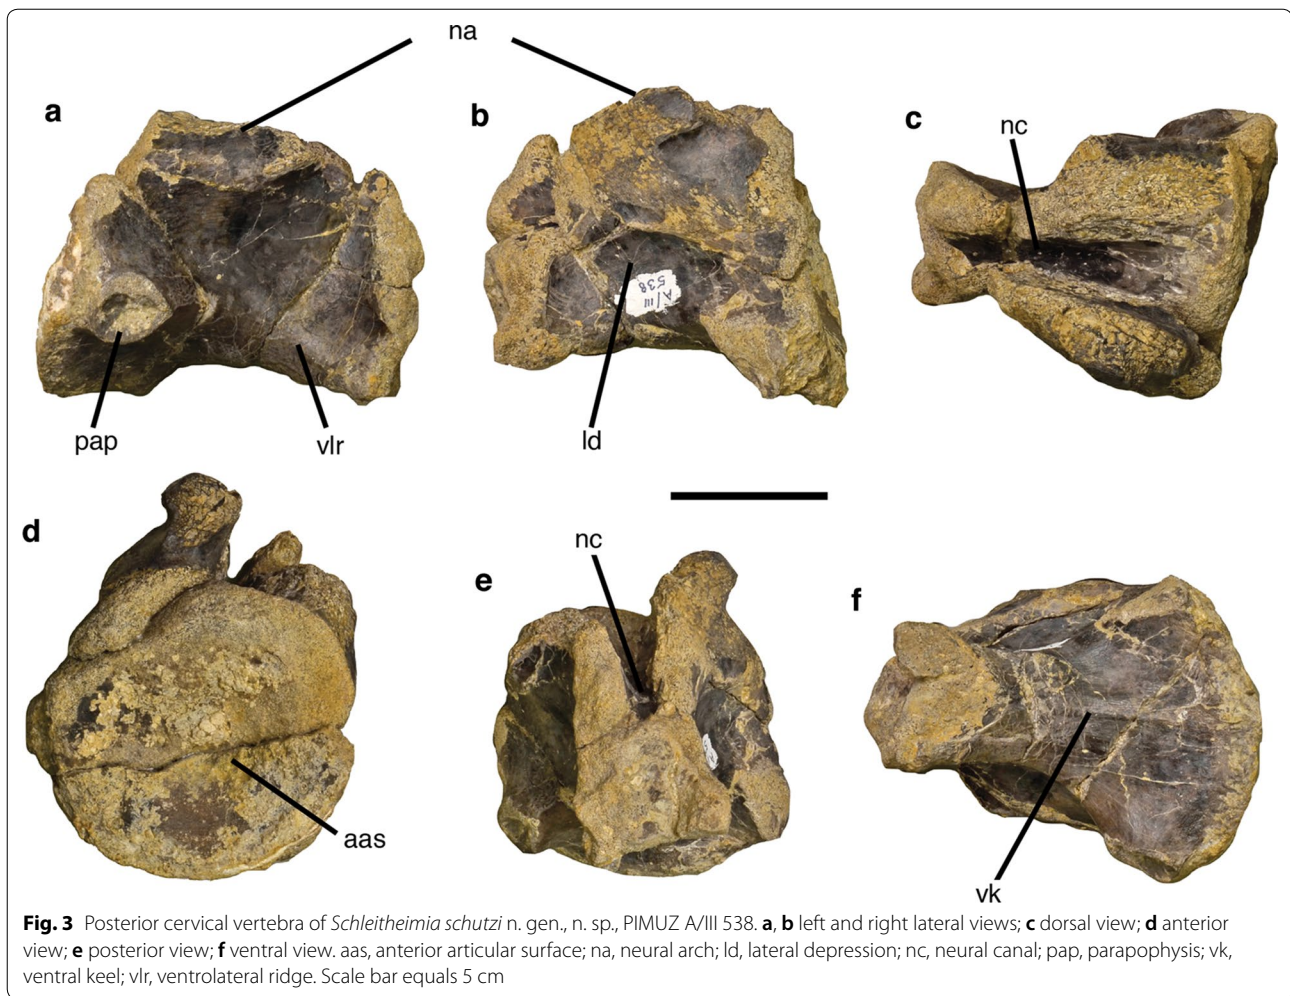 na
a
b
c
nc
A/III
538
pap
vlr
ld
d
nc
e
f
aas
vk
Fig. 3 Posterior cervical vertebra of Schleitheimia schutzi n. gen., n. sp., PIMUZ A/III 538. a, b left and right lateral views; c dorsal view; d anterior
view; e posterior view; f ventral view. aas, anterior articular surface; na, neural arch; ld, lateral depression; nc, neural canal; pap, parapophysis; vk,
ventral keel; vlr, ventrolateral ridge. Scale bar equals 5 cm